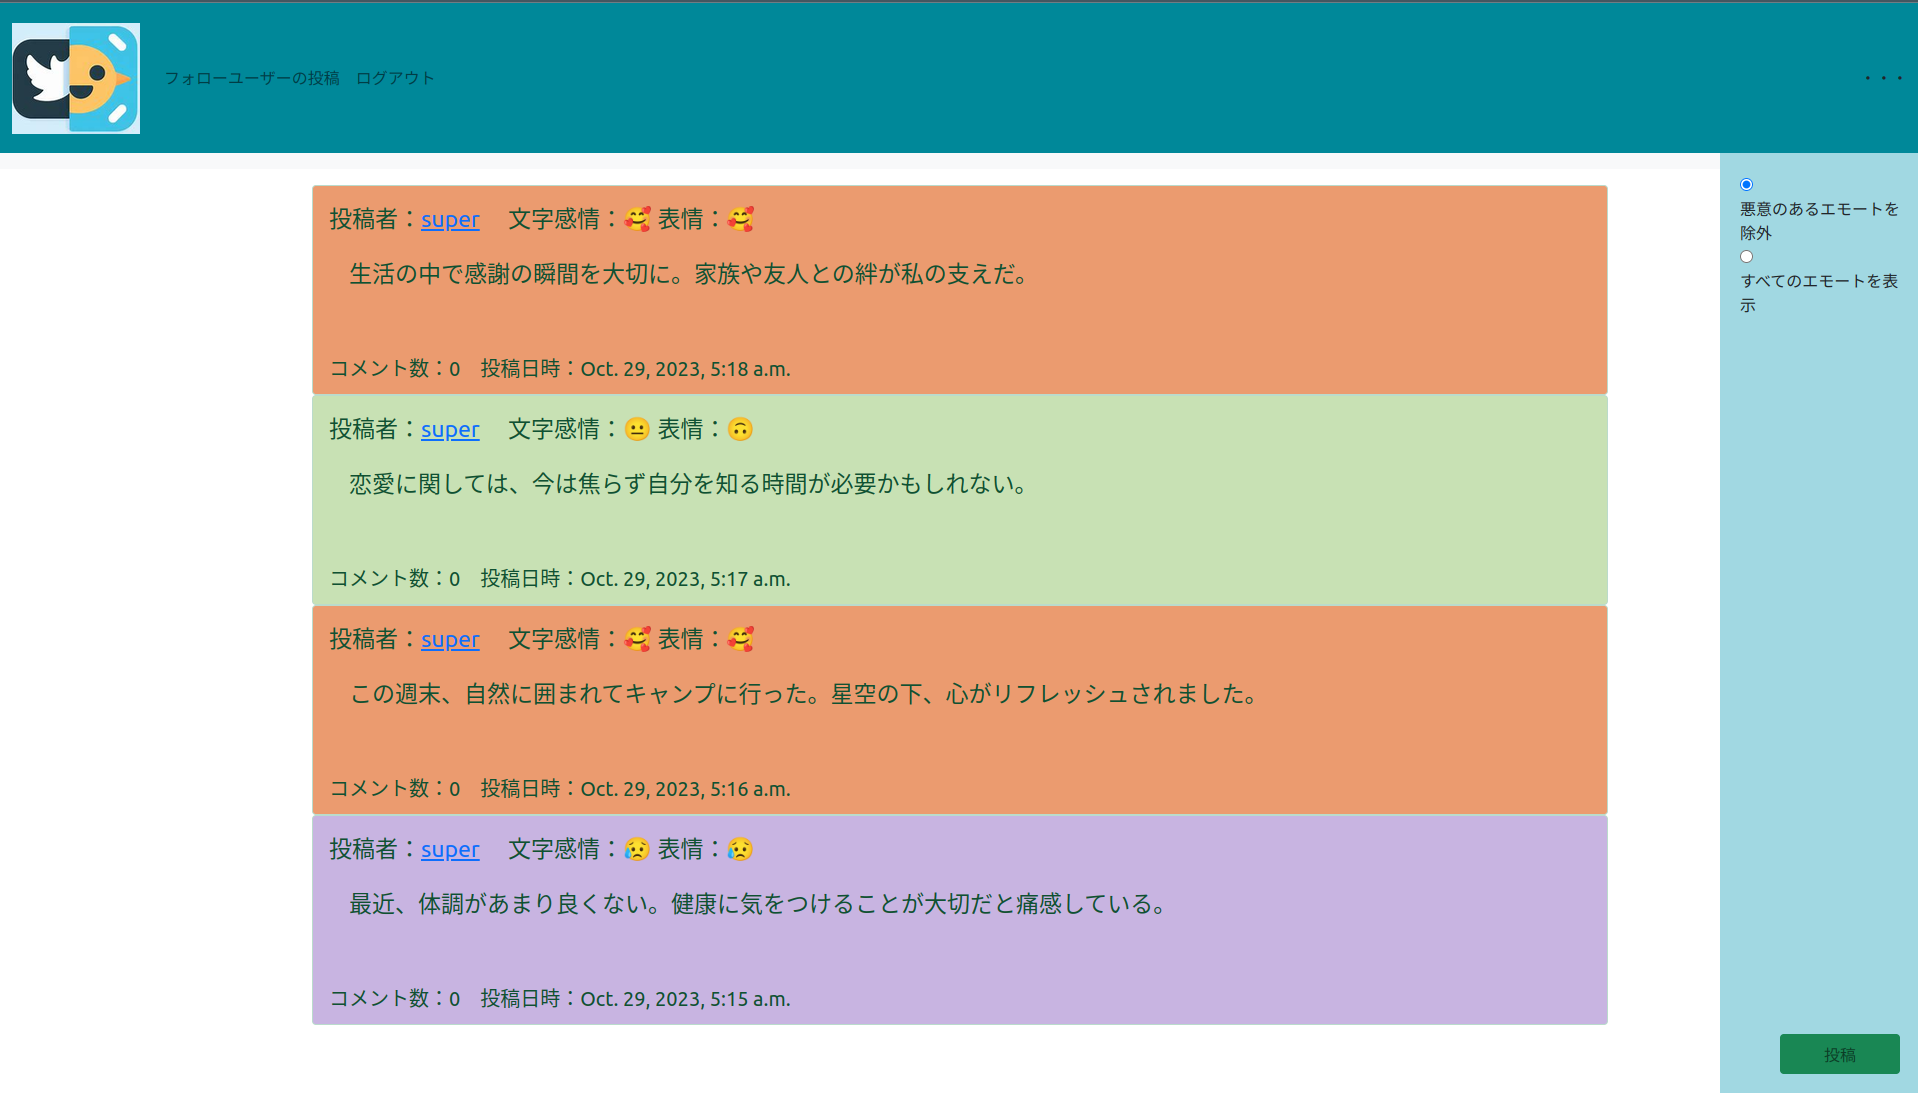 フォローユーザーの投稿 ログアウト ・・・
悪意のあるエモートを
除外
すべてのエモートを表
示
投稿者：super 文字感情：🥰 表情：🥰
生活の中で感謝の瞬間を大切に。家族や友人との絆が私の支えだ。
コメント数：0 投稿日時：Oct. 29, 2023, 5:18 a.m.
投稿者：super 文字感情：😐 表情：🙃
恋愛に関しては、今は焦らず自分を知る時間が必要かもしれない。
コメント数：0 投稿日時：Oct. 29, 2023, 5:17 a.m.
投稿者：super 文字感情：🥰 表情：🥰
この週末、自然に囲まれてキャンプに行った。星空の下、心がリフレッシュされました。
コメント数：0 投稿日時：Oct. 29, 2023, 5:16 a.m.
投稿者：super 文字感情：😥 表情：😥
最近、体調があまり良くない。健康に気をつけることが大切だと痛感している。
コメント数：0 投稿日時：Oct. 29, 2023, 5:15 a.m.
投稿